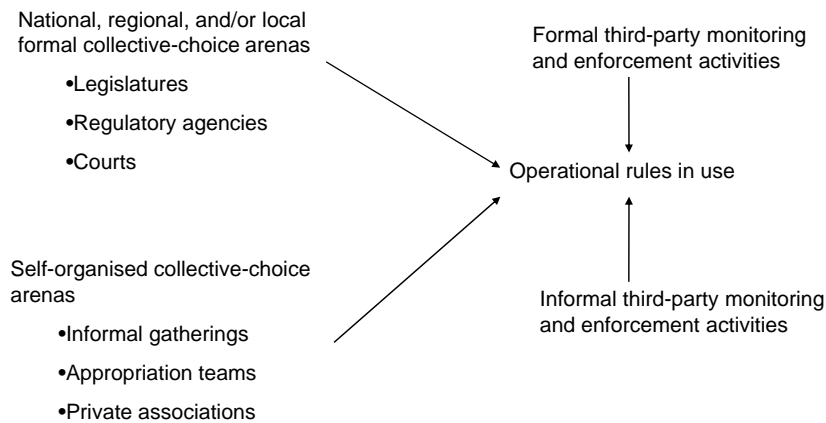 National, regional, and/or local
formal collective-choice arenas
•Legislatures
•Regulatory agencies
•Courts
Formal third-party monitoring
and enforcement activities
Operational rules in use
Self-organised collective-choice
arenas
•Informal gatherings
•Appropriation teams
•Private associations
Informal third-party monitoring
and enforcement activities